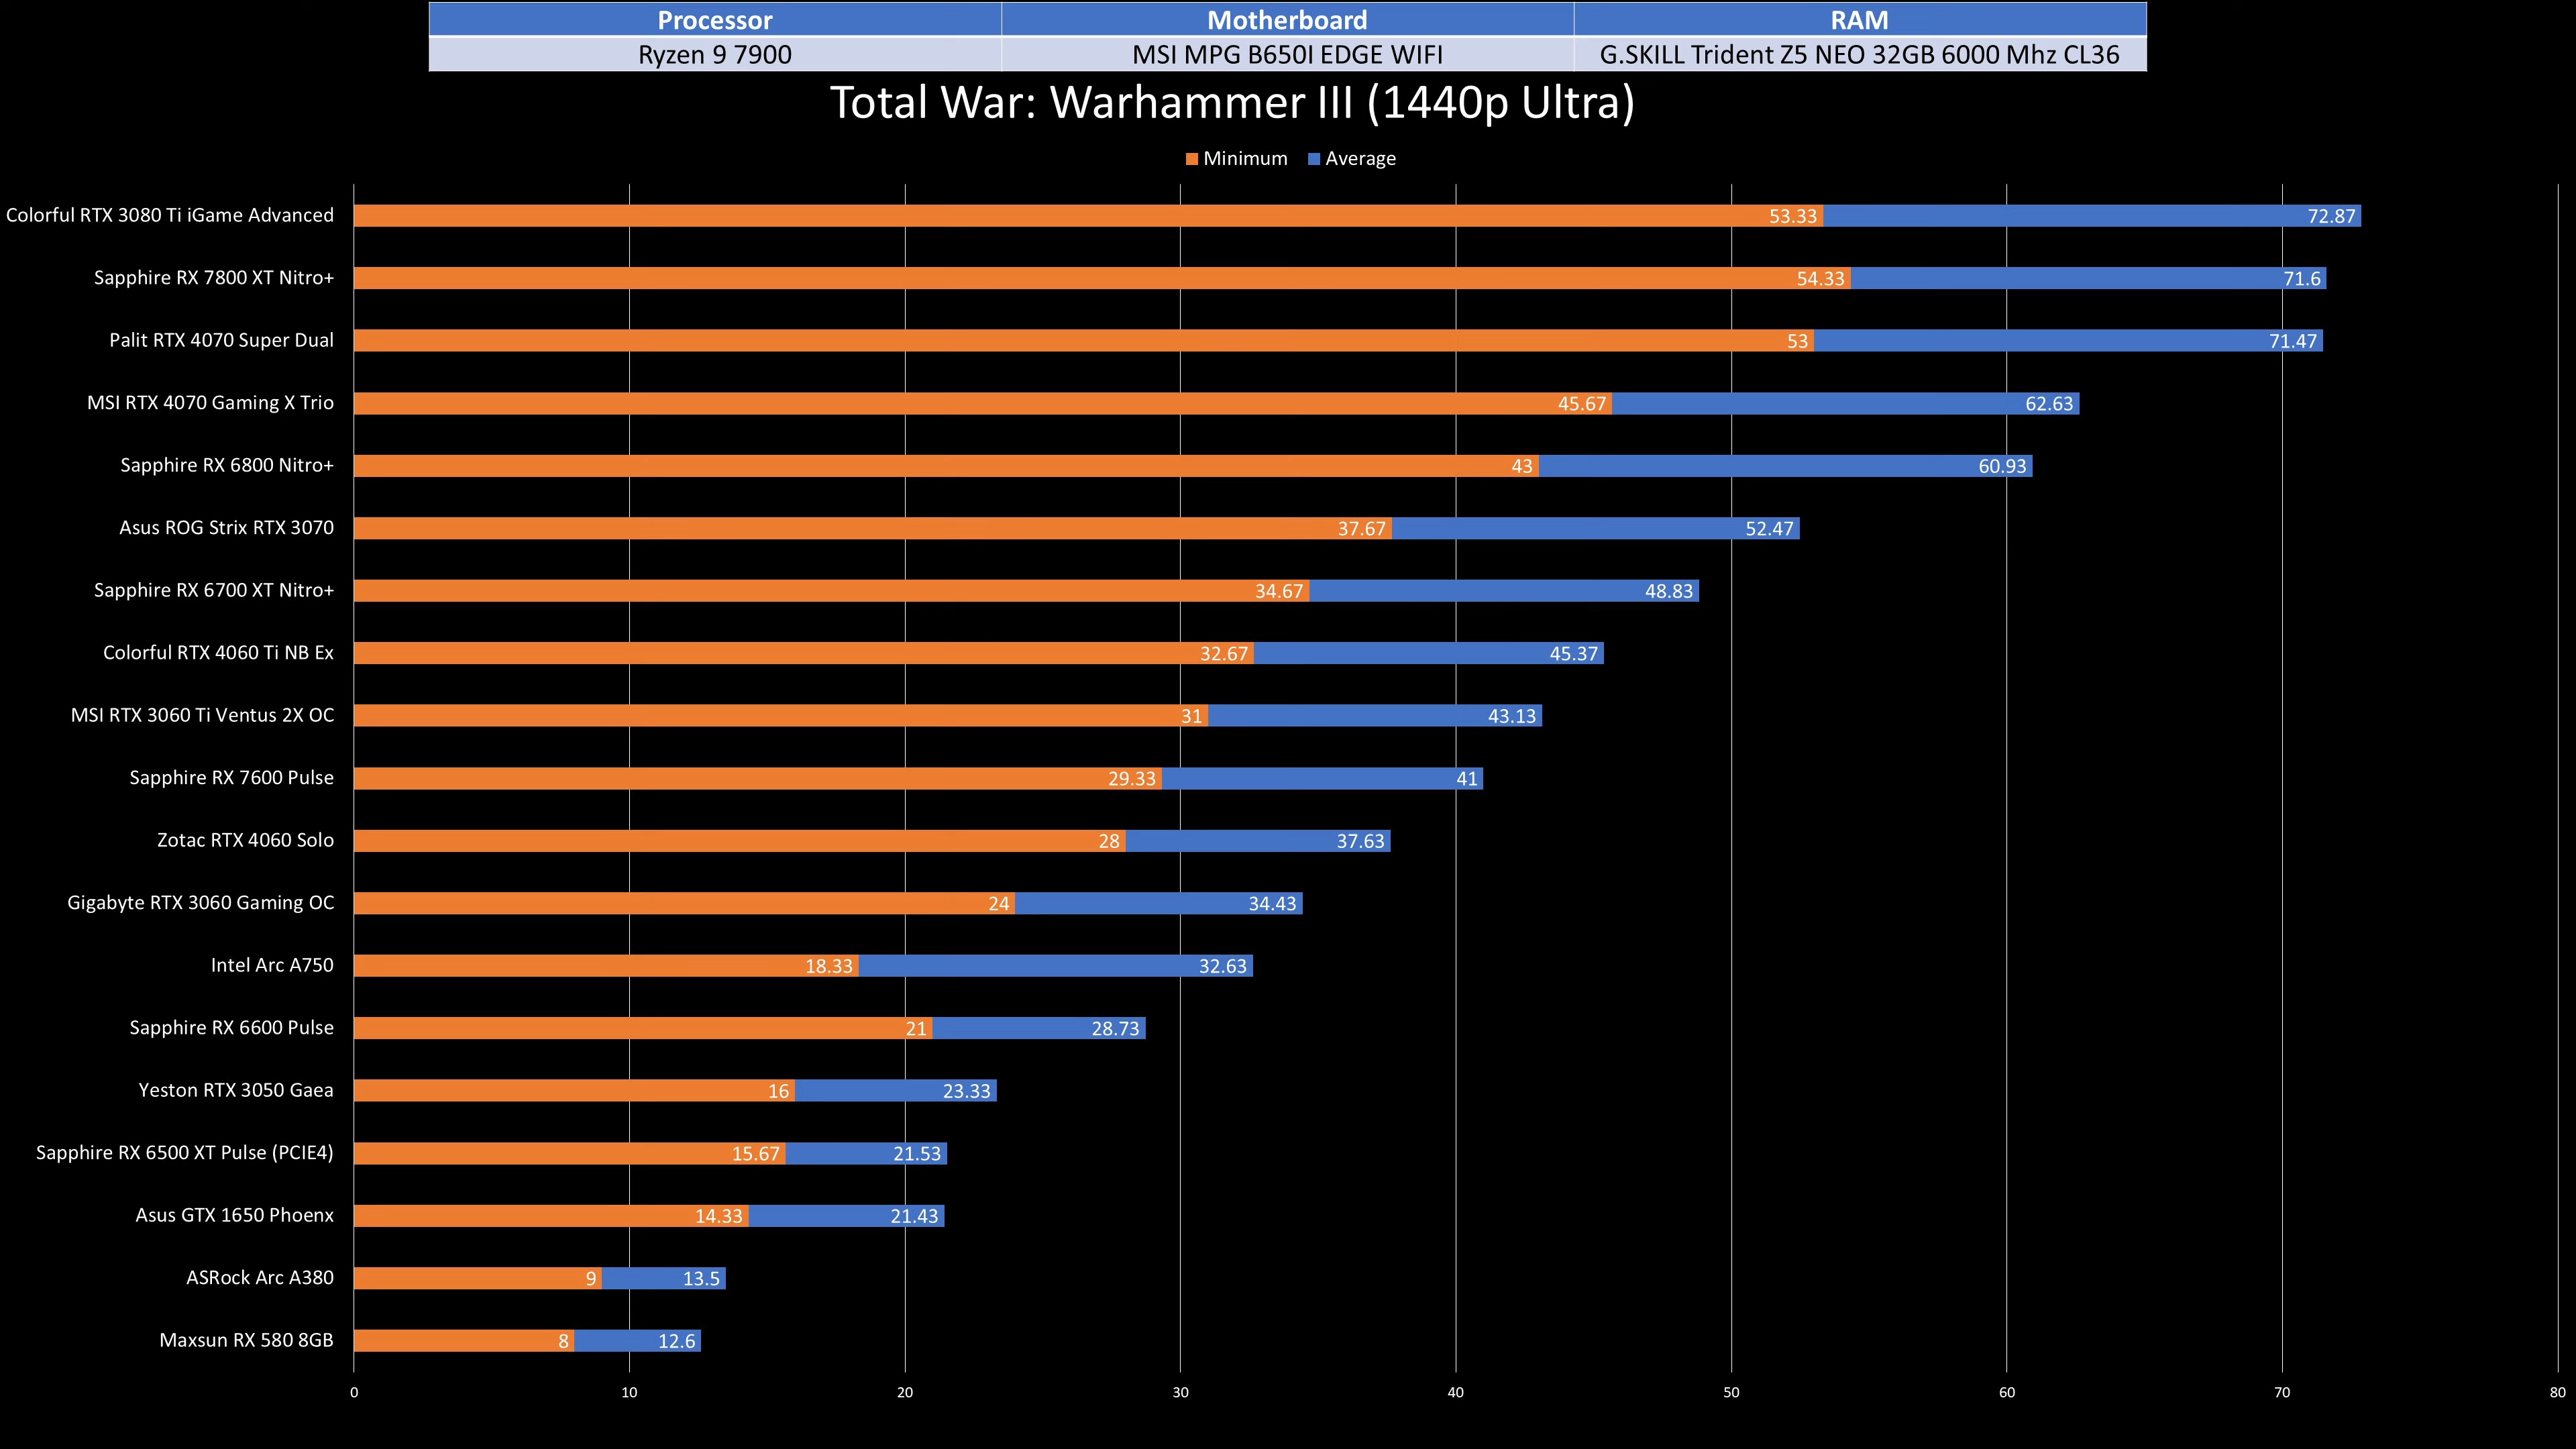 Processor Motherboard RAM
Ryzen 9 7900 MSI MPG B650I EDGE WIFI G.SKILL Trident Z5 NEO 32GB 6000 Mhz CL36
Total War: Warhammer III (1440p Ultra)
Minimum Average
Colorful RTX 3080 Ti iGame Advanced 53.33 72.87
Sapphire RX 7800 XT Nitro+ 54.33 71.6
Palit RTX 4070 Super Dual 53 71.47
MSI RTX 4070 Gaming X Trio 45.67 62.63
Sapphire RX 6800 Nitro+ 43 60.93
Asus ROG Strix RTX 3070 37.67 52.47
Sapphire RX 6700 XT Nitro+ 34.67 48.83
Colorful RTX 4060 Ti NB Ex 32.67 45.37
MSI RTX 3060 Ti Ventus 2X OC 31 43.13
Sapphire RX 7600 Pulse 29.33 41
Zotac RTX 4060 Solo 28 37.63
Gigabyte RTX 3060 Gaming OC 24 34.43
Intel Arc A750 18.33 32.63
Sapphire RX 6600 Pulse 21 28.73
Yeston RTX 3050 Gaea 16 23.33
Sapphire RX 6500 XT Pulse (PCIE4) 15.67 21.53
Asus GTX 1650 Phoenx 14.33 21.43
ASRock Arc A380 9 13.5
Maxsun RX 580 8GB 8 12.6
0 10 20 30 40 50 60 70 80